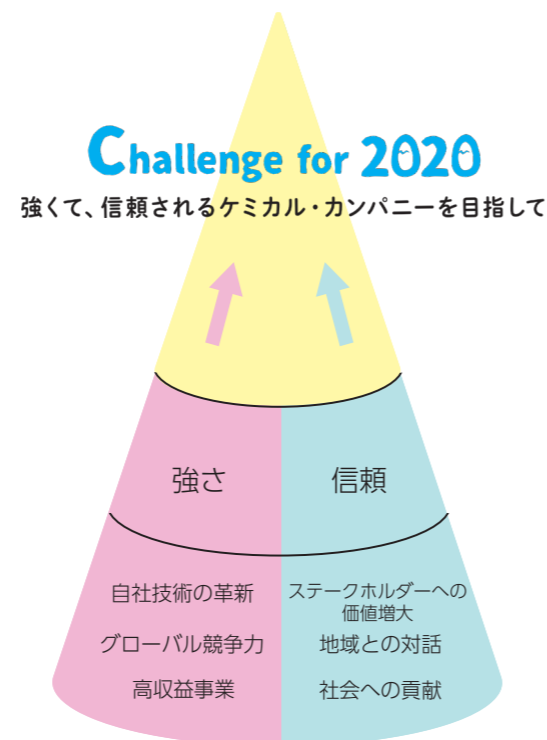 Challenge for 2020
強くて、信頼されるケミカル・カンパニーを目指して
強さ
信頼
自社技術の革新
グローバル競争力
高収益事業
ステークホルダーへの
価値増大
地域との対話
社会への貢献